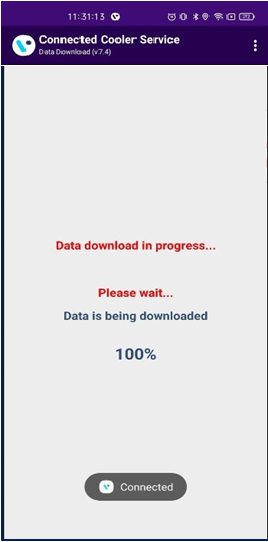 11:31:13
Connected Cooler Service
Data Download (v7.4)
Data download in progress...
Please wait...
Data is being downloaded
100%
Connected